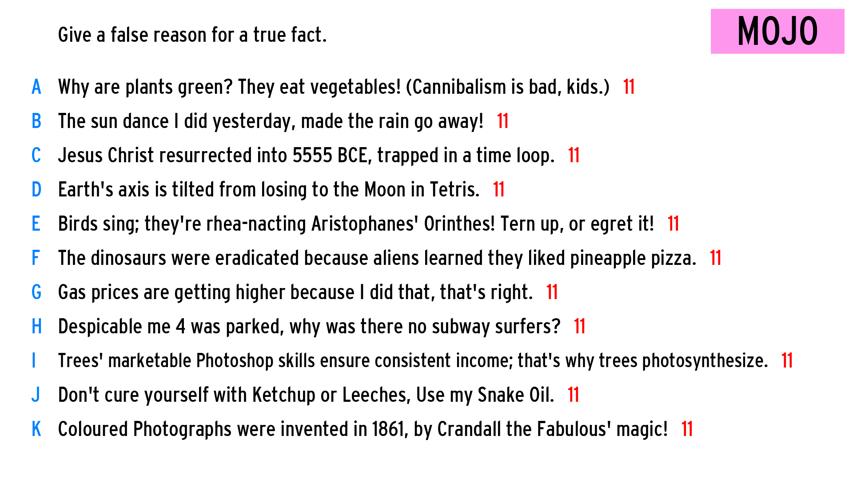 Give a false reason for a true fact.
MOJO
A Why are plants green? They eat vegetables! (Cannibalism is bad, kids.) 11
B The sun dance I did yesterday, made the rain go away! 11
C Jesus Christ resurrected into 5555 BCE, trapped in a time loop. 11
D Earth's axis is tilted from losing to the Moon in Tetris. 11
E Birds sing; they're rhea-nacting Aristophanes' Orinthes! Tern up, or egret it! 11
F The dinosaurs were eradicated because aliens learned they liked pineapple pizza. 11
G Gas prices are getting higher because I did that, that's right. 11
H Despicable me 4 was parked, why was there no subway surfers? 11
I Trees' marketable Photoshop skills ensure consistent income; that's why trees photosynthesize. 11
J Don't cure yourself with Ketchup or Leeches, Use my Snake Oil. 11
K Coloured Photographs were invented in 1861, by Crandall the Fabulous' magic! 11